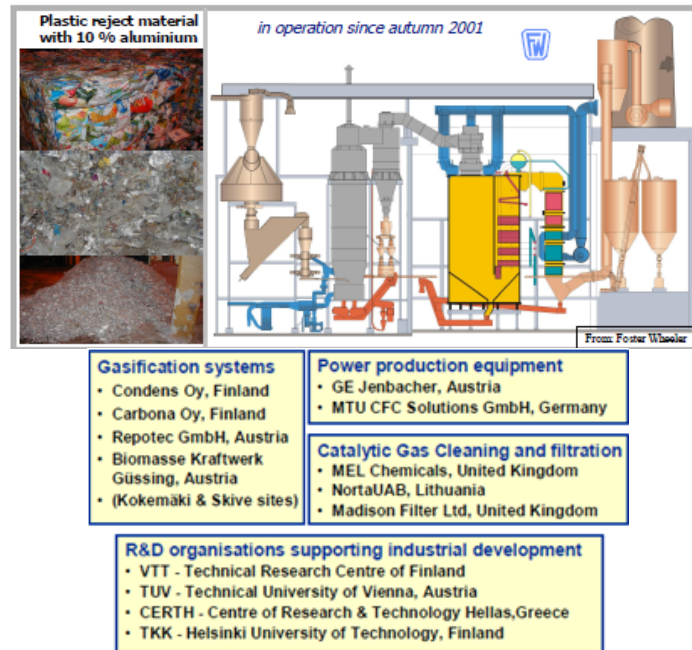 Plastic reject material
with 10 % aluminium
in operation since autumn 2001
FW
From: Foster Wheeler
Gasification systems
• Condens Oy, Finland
• Carbona Oy, Finland
• Repotec GmbH, Austria
• Biomasse Kraftwerk
Güssing, Austria
• (Kokemäki & Skive sites)
Power production equipment
• GE Jenbacher, Austria
• MTU CFC Solutions GmbH, Germany
Catalytic Gas Cleaning and filtration
• MEL Chemicals, United Kingdom
• NortaUAB, Lithuania
• Madison Filter Ltd, United Kingdom
R&D organisations supporting industrial development
• VTT - Technical Research Centre of Finland
• TUV - Technical University of Vienna, Austria
• CERTH - Centre of Research & Technology Hellas,Greece
• TKK - Helsinki University of Technology, Finland